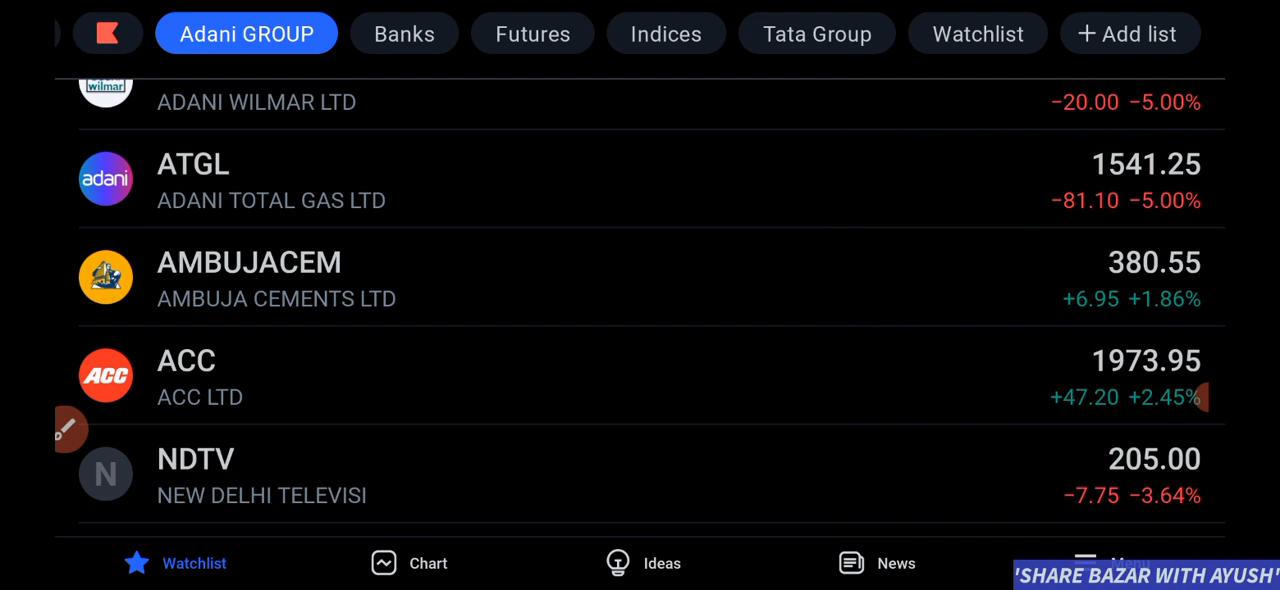 Adani GROUP
Banks
Futures
Indices
Tata Group
Watchlist
+ Add list
wilmar
ADANI WILMAR LTD
−20.00 −5.00%
adani
ATGL
1541.25
ADANI TOTAL GAS LTD
−81.10 −5.00%
AMBUJACEM
380.55
AMBUJA CEMENTS LTD
+6.95 +1.86%
ACC
ACC
1973.95
ACC LTD
+47.20 +2.45%
N
NDTV
205.00
NEW DELHI TELEVISI
−7.75 −3.64%
Watchlist
Chart
Ideas
News
Menu
'SHARE BAZAR WITH AYUSH'